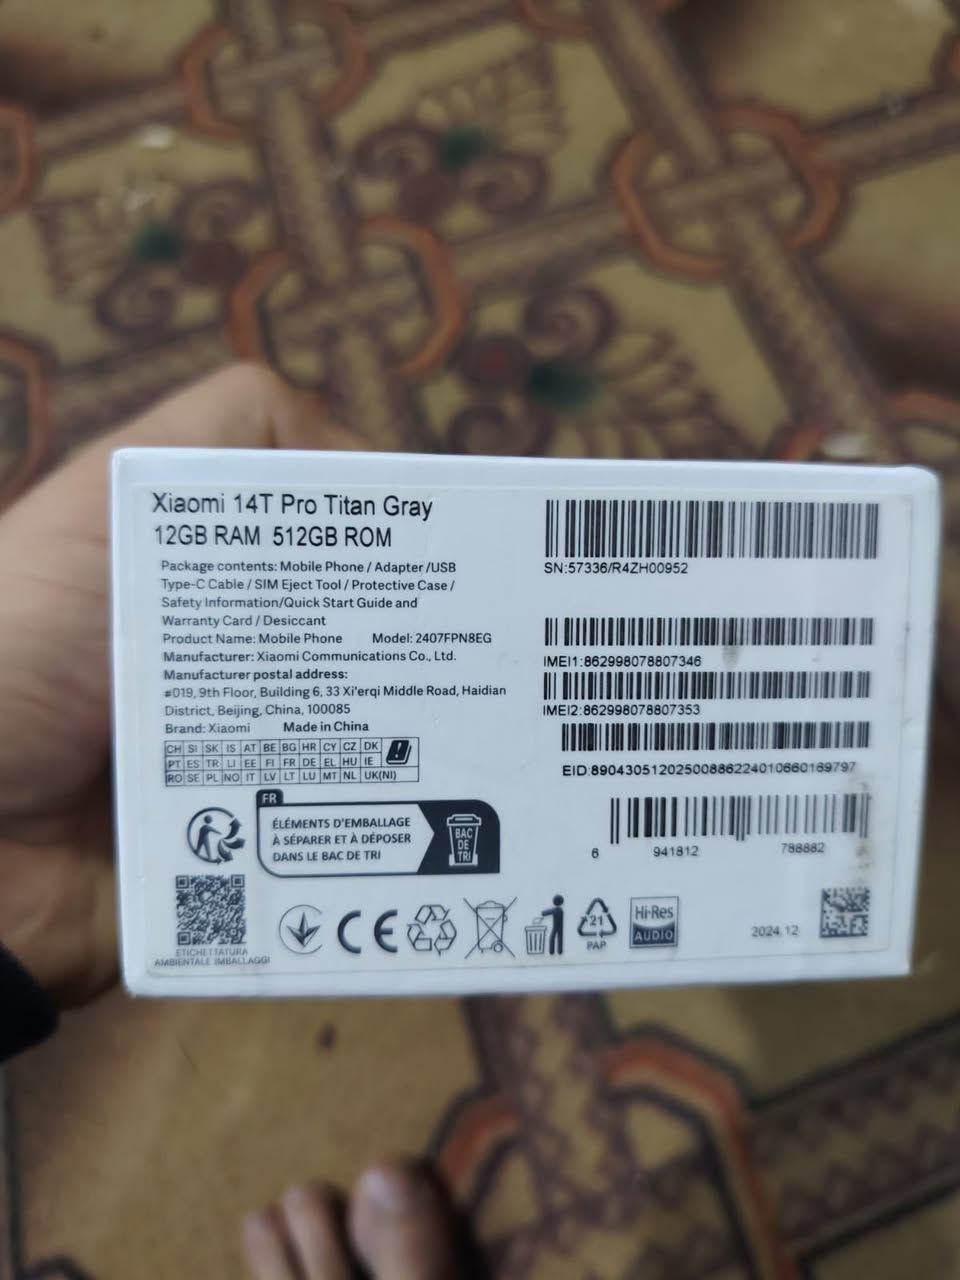 Xiaomi 14T Pro Titan Gray
12GB RAM 512GB ROM
Package contents: Mobile Phone / Adapter /USB
Type-C Cable / SIM Eject Tool / Protective Case /
Safety Information/Quick Start Guide and
Warranty Card / Desiccant
Product Name: Mobile Phone Model: 2407FPN8EG
Manufacturer: Xiaomi Communications Co., Ltd.
Manufacturer postal address:
#019, 9th Floor, Building 6, 33 Xi'erqi Middle Road, Haidian
District, Beijing, China, 100085
Brand: Xiaomi Made in China
CH SI SK IS AT BE BG HR CY CZ DK
PT ES TR LI EE FI FR DE EL HU IE
RO SE PL NO IT LV LT LU MT NL UK(NI)
FR
ÉLÉMENTS D'EMBALLAGE
À SÉPARER ET À DÉPOSER
DANS LE BAC DE TRI
BAC
DE
TRI
ETICHETTATURA
AMBIENTALE IMBALLAGGI
CE
21
PAP
Hi-Res
AUDIO
SN:57336/R4ZH00952
IMEI1:862998078807346
IMEI2:862998078807353
EID:89043051202500886224010660169797
6 941812 788882
2024.12